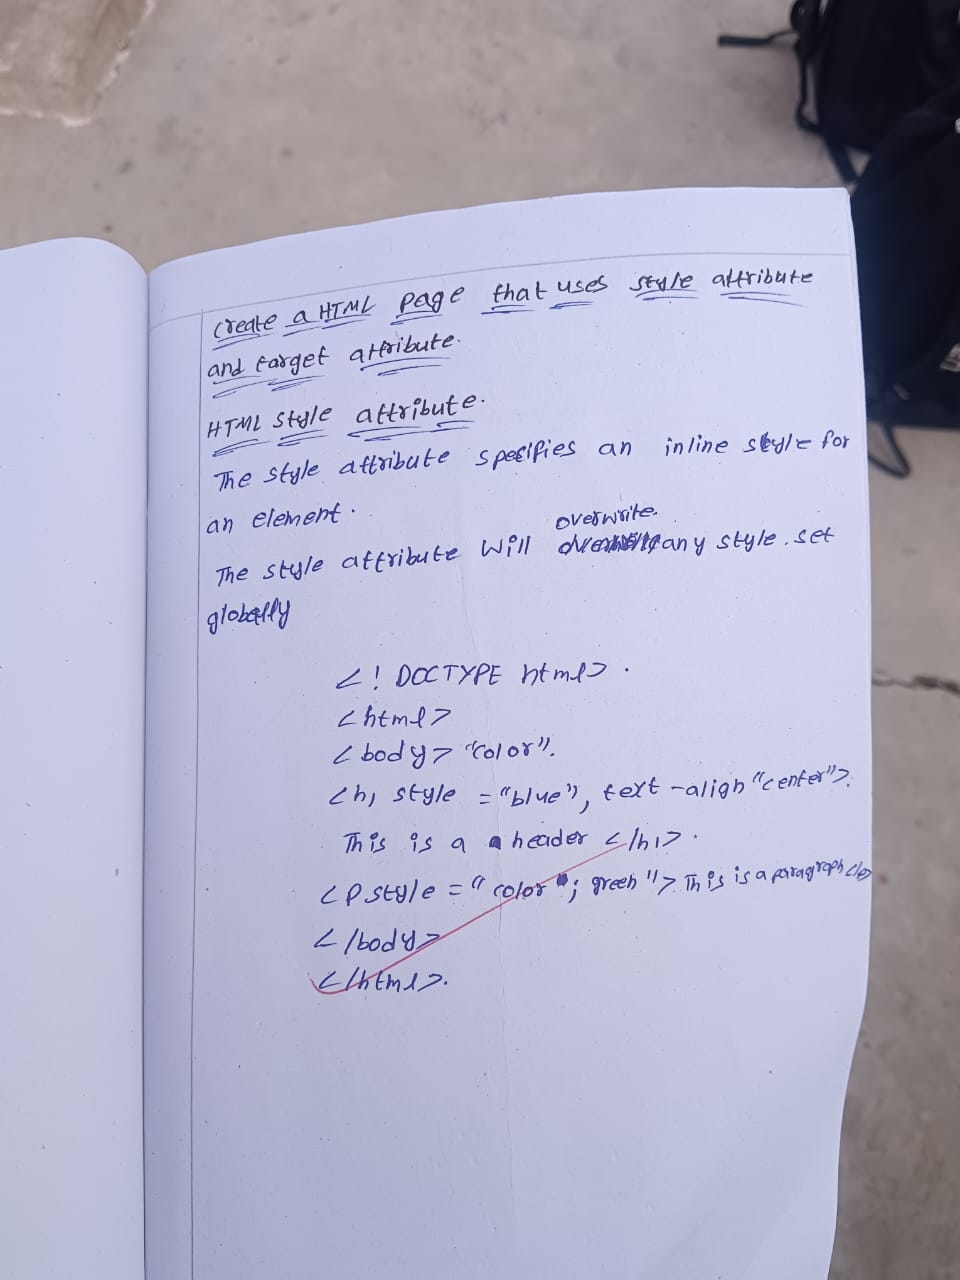 Create a HTML page that uses style attribute
and target attribute.
HTML style attribute.
The style attribute specifies an inline style for
an element.
overwrite.
The style attribute will any style. set
globally
<! DOCTYPE html>.
<html>
<body> "color".
<h1 style = "blue", text-align "center">.
This is a header </h1>.
<P style = "color"; green"> This is a paragraph </p>
</body>
</html>.